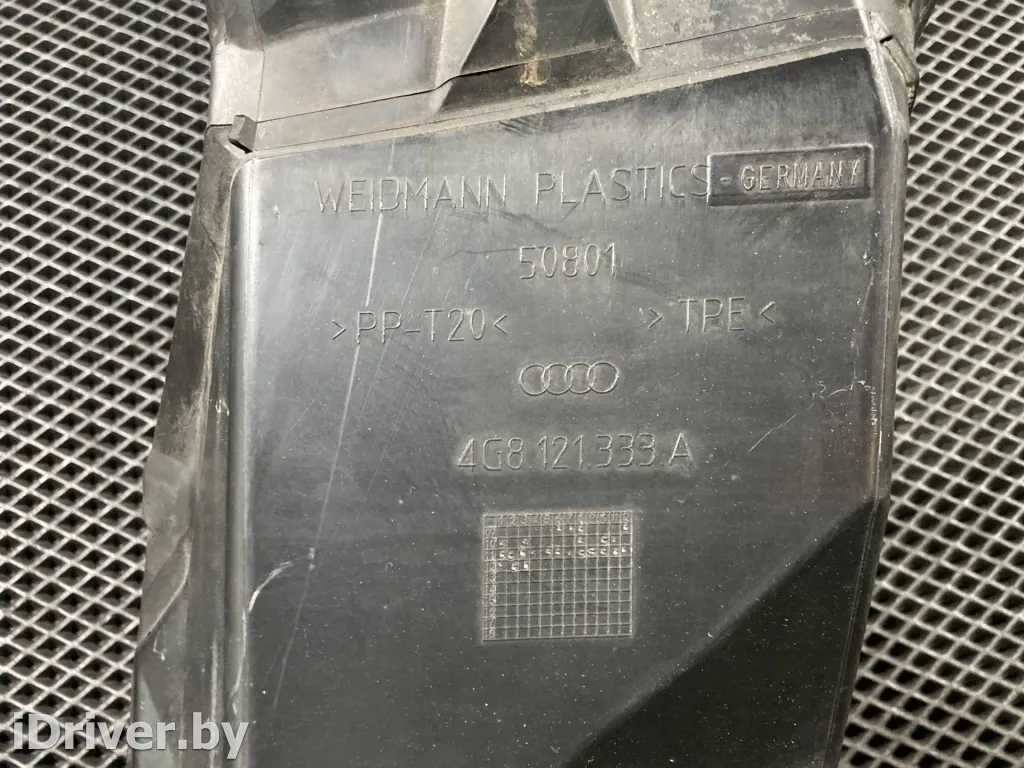 WEIDMANN PLASTICS - GERMANY
50801
>PP-T20< >TPE<
4G8.121.333 A
iDriver.by